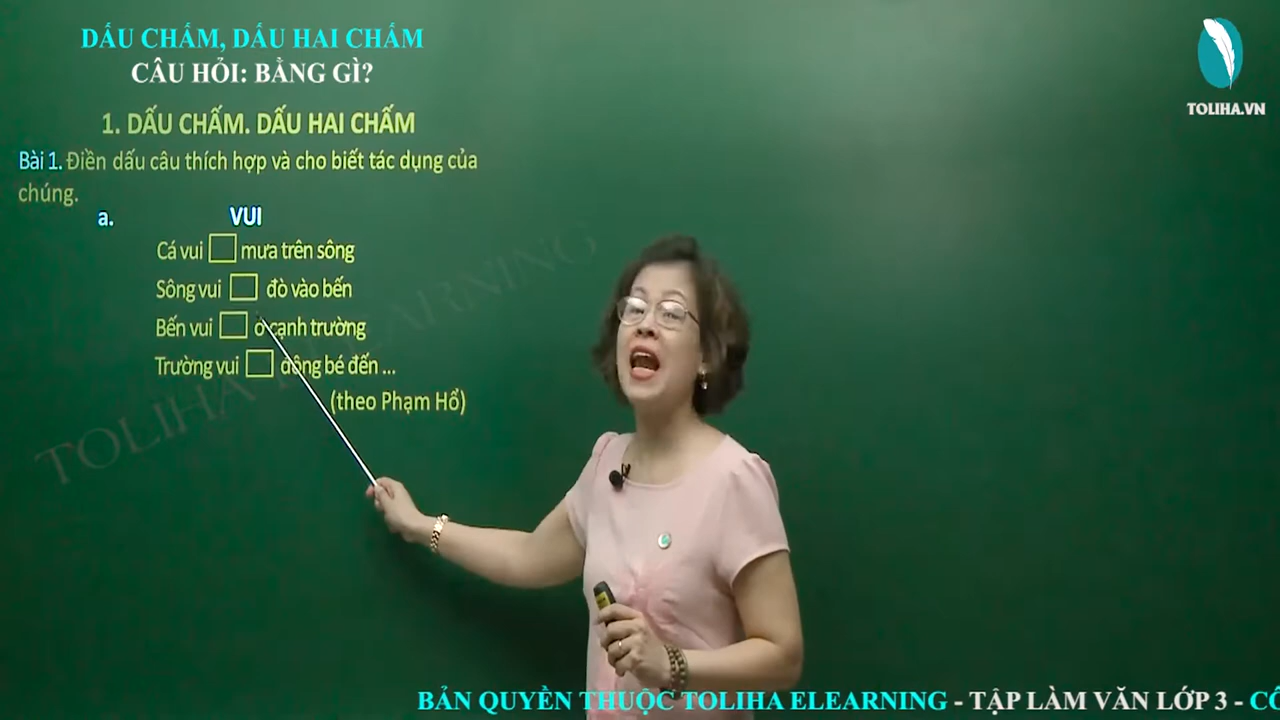 DẤU CHẤM, DẤU HAI CHẤM
CÂU HỎI: BẰNG GÌ?
TOLIHA.VN
1. DẤU CHẤM. DẤU HAI CHẤM
Bài 1. Điền dấu câu thích hợp và cho biết tác dụng của
chúng.
a. VUI
Cá vui □ mưa trên sông
Sông vui □ đò vào bến
Bến vui □ ở cạnh trường
Trường vui □ đông bé đến ...
(theo Phạm Hổ)
TOLIHA ELEARNING
BẢN QUYỀN THUỘC TOLIHA ELEARNING - TẬP LÀM VĂN LỚP 3 - CÔ